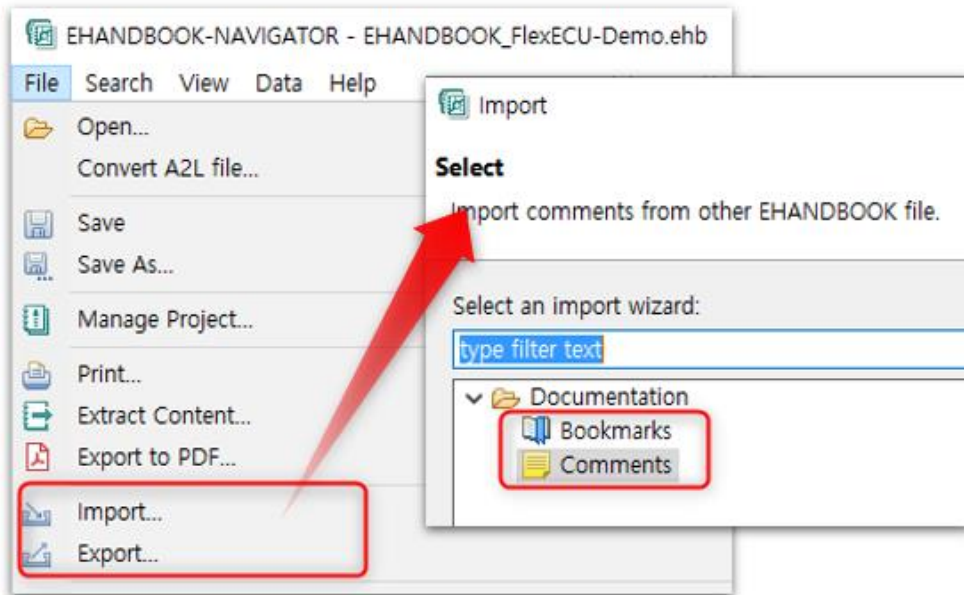 EHANDBOOK-NAVIGATOR - EHANDBOOK_FlexECU-Demo.ehb
File Search View Data Help
Open...
Convert A2L file...
Save
Save As...
Manage Project...
Print...
Extract Content...
Export to PDF...
Import...
Export...
Import
Select
Import comments from other EHANDBOOK file.
Select an import wizard:
type filter text
Documentation
Bookmarks
Comments